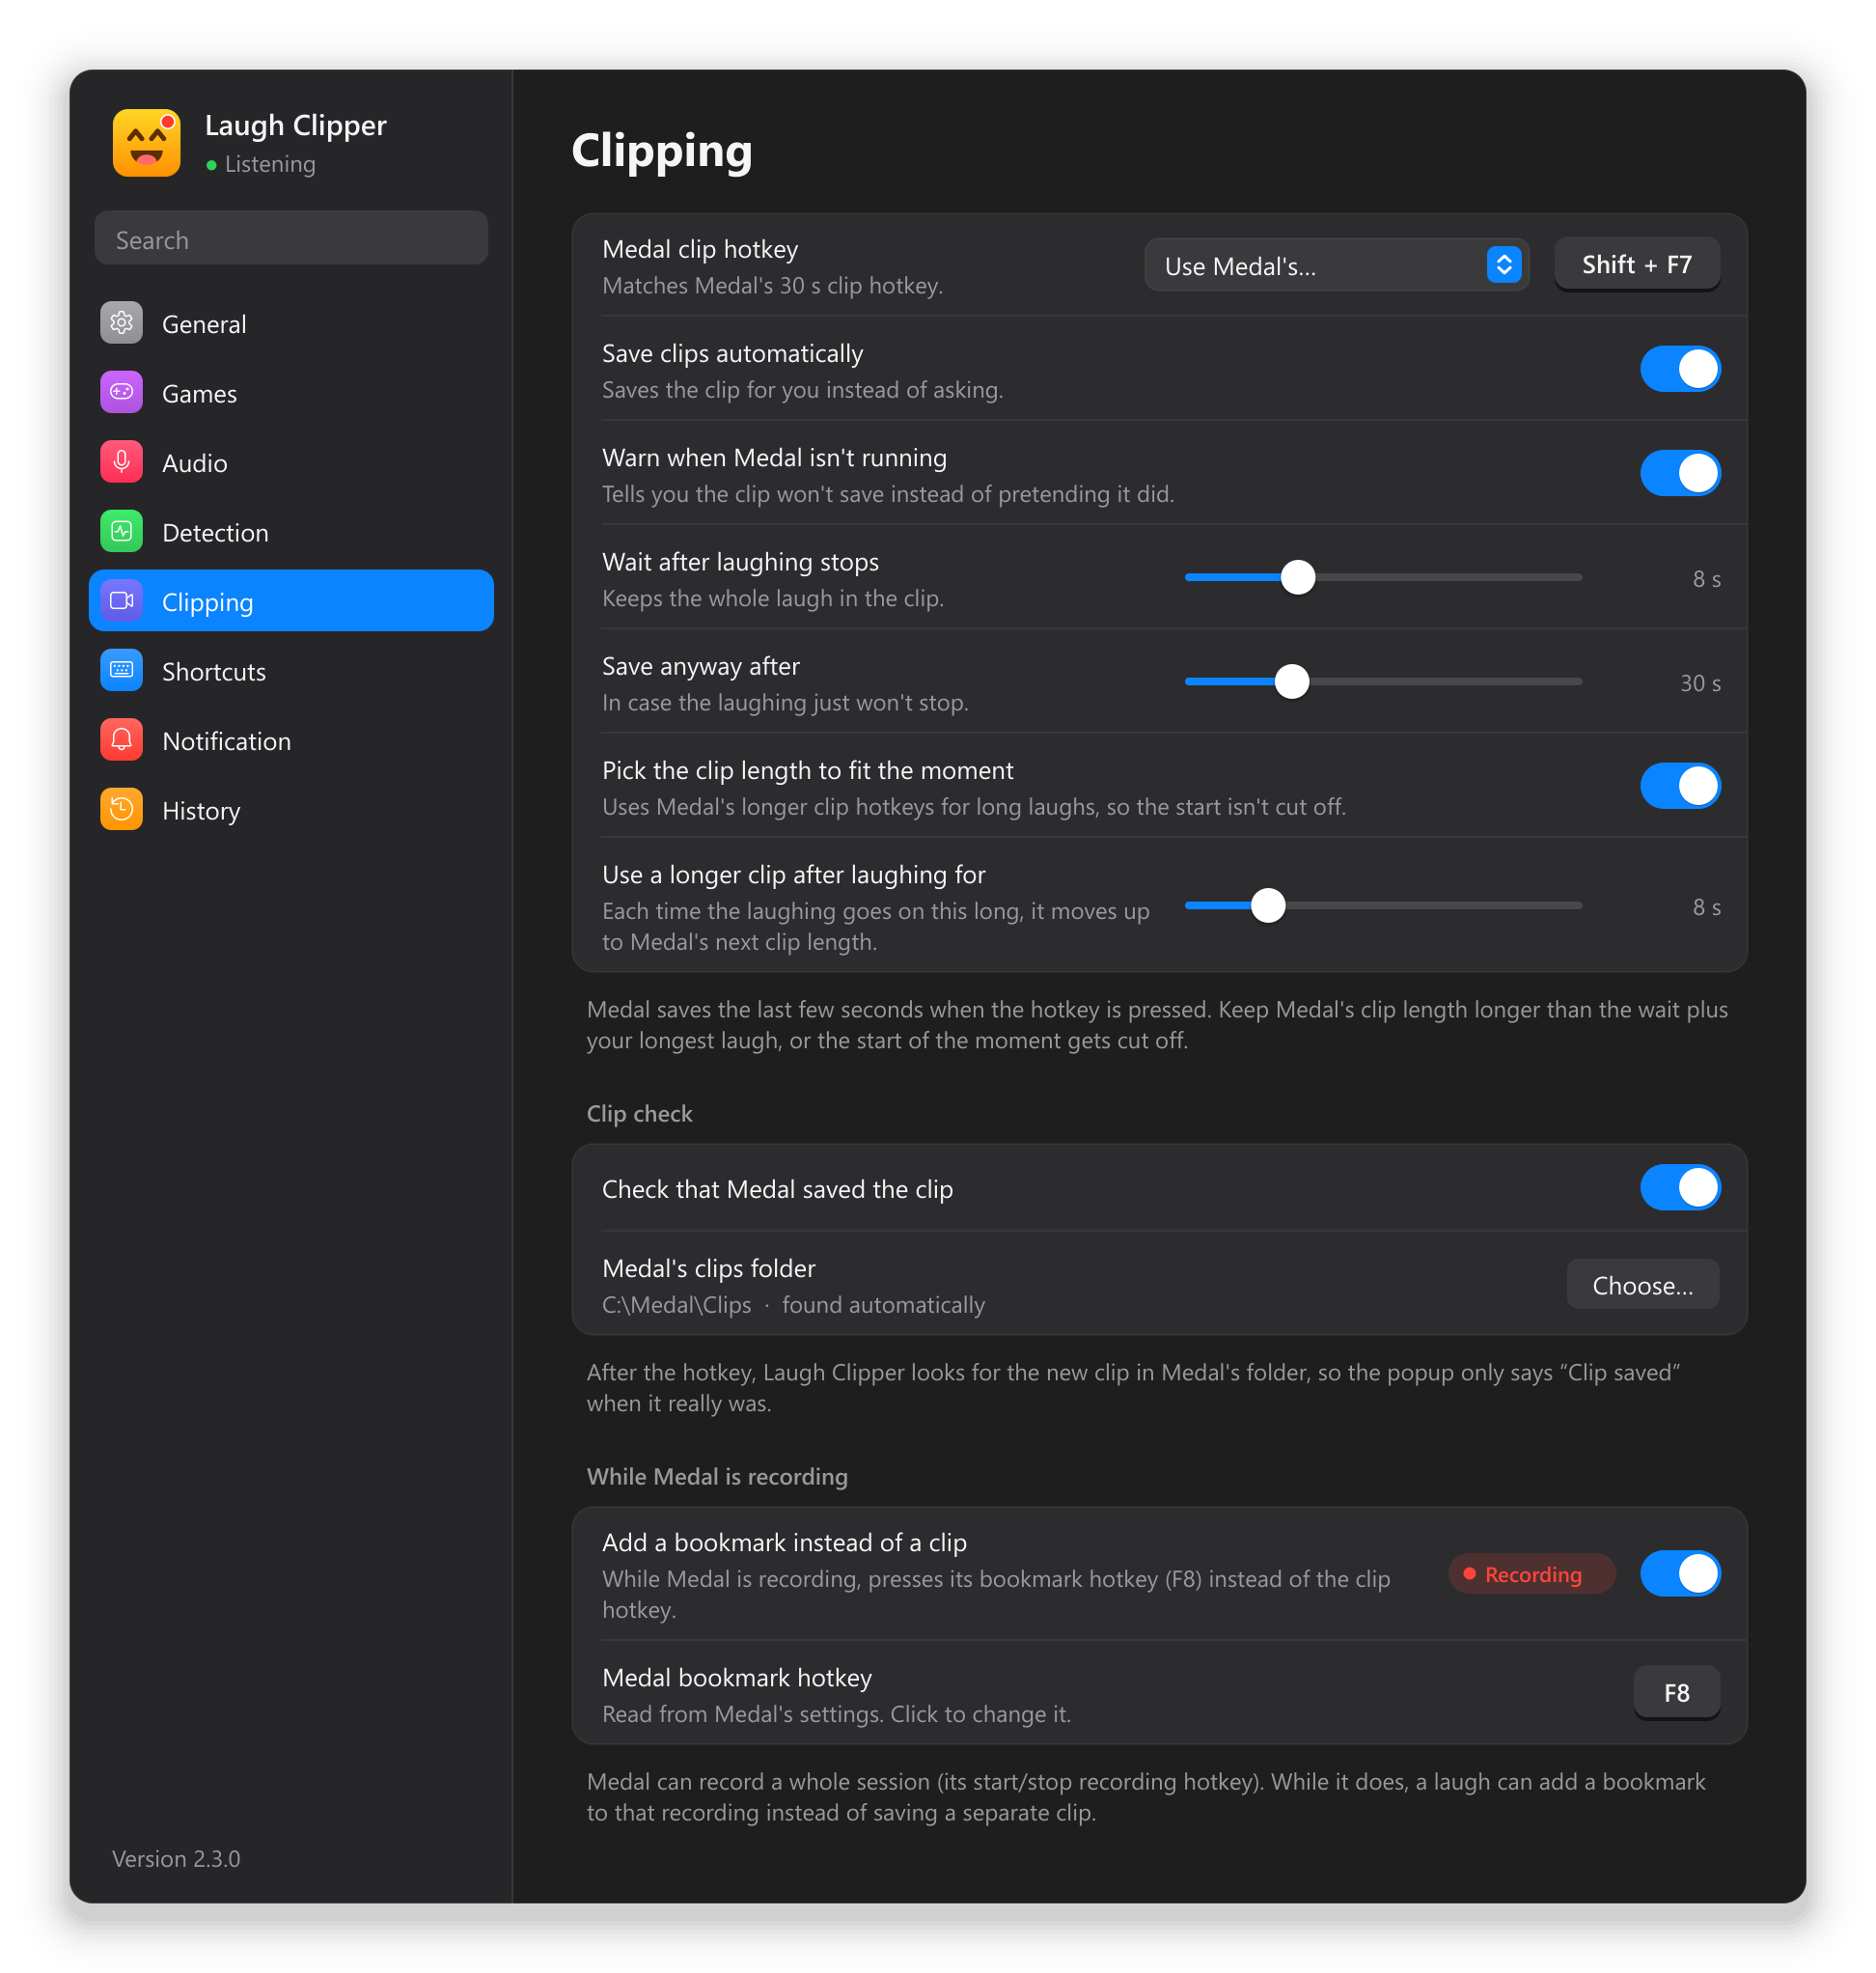 Laugh Clipper
Listening
Search
General
Games
Audio
Detection
Clipping
Shortcuts
Notification
History
Version 2.3.0
Clipping
Medal clip hotkey
Matches Medal's 30 s clip hotkey.
Use Medal's...
Shift + F7
Save clips automatically
Saves the clip for you instead of asking.
Warn when Medal isn't running
Tells you the clip won't save instead of pretending it did.
Wait after laughing stops
Keeps the whole laugh in the clip.
8 s
Save anyway after
In case the laughing just won't stop.
30 s
Pick the clip length to fit the moment
Uses Medal's longer clip hotkeys for long laughs, so the start isn't cut off.
Use a longer clip after laughing for
Each time the laughing goes on this long, it moves up
to Medal's next clip length.
8 s
Medal saves the last few seconds when the hotkey is pressed. Keep Medal's clip length longer than the wait plus
your longest laugh, or the start of the moment gets cut off.
Clip check
Check that Medal saved the clip
Medal's clips folder
C:\Medal\Clips · found automatically
Choose...
After the hotkey, Laugh Clipper looks for the new clip in Medal's folder, so the popup only says “Clip saved”
when it really was.
While Medal is recording
Add a bookmark instead of a clip
While Medal is recording, presses its bookmark hotkey (F8) instead of the clip
hotkey.
Recording
Medal bookmark hotkey
Read from Medal's settings. Click to change it.
F8
Medal can record a whole session (its start/stop recording hotkey). While it does, a laugh can add a bookmark
to that recording instead of saving a separate clip.